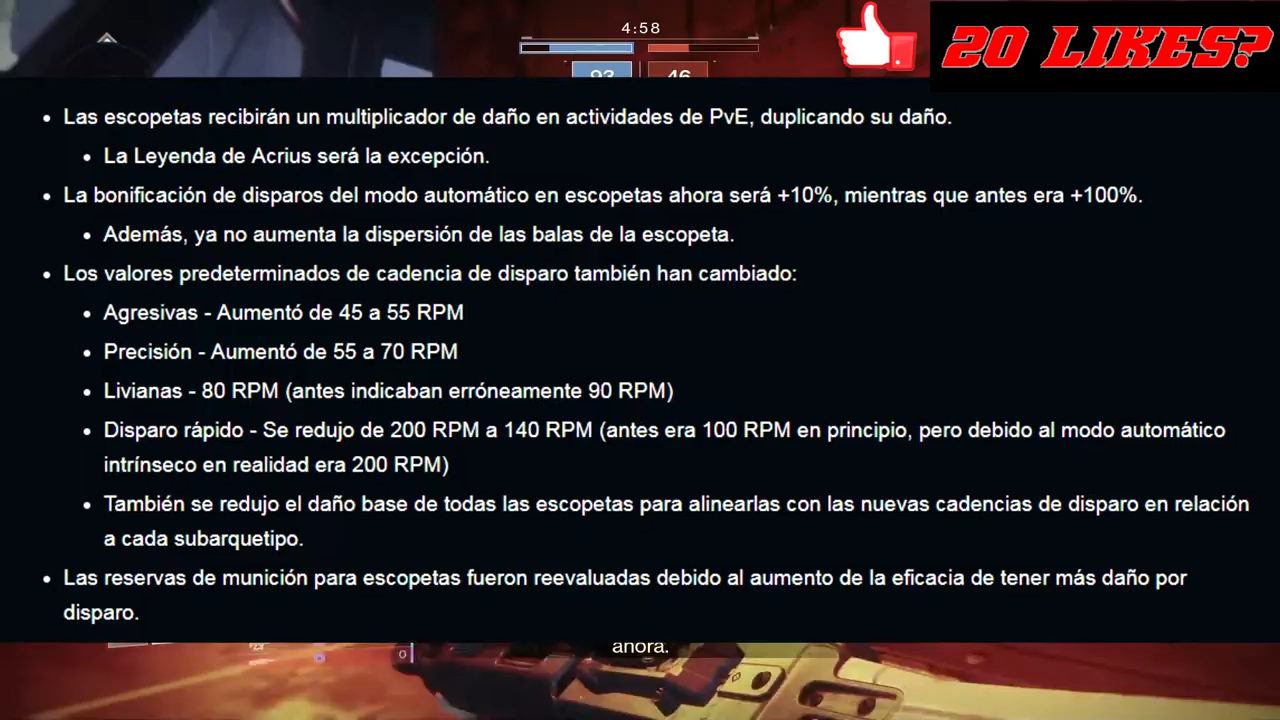 4:58
20 LIKES?
93 46
• Las escopetas recibirán un multiplicador de daño en actividades de PvE, duplicando su daño.
• La Leyenda de Acrius será la excepción.
• La bonificación de disparos del modo automático en escopetas ahora será +10%, mientras que antes era +100%.
• Además, ya no aumenta la dispersión de las balas de la escopeta.
• Los valores predeterminados de cadencia de disparo también han cambiado:
• Agresivas - Aumentó de 45 a 55 RPM
• Precisión - Aumentó de 55 a 70 RPM
• Livianas - 80 RPM (antes indicaban erróneamente 90 RPM)
• Disparo rápido - Se redujo de 200 RPM a 140 RPM (antes era 100 RPM en principio, pero debido al modo automático
intrínseco en realidad era 200 RPM)
• También se redujo el daño base de todas las escopetas para alinearlas con las nuevas cadencias de disparo en relación
a cada subarquetipo.
• Las reservas de munición para escopetas fueron reevaluadas debido al aumento de la eficacia de tener más daño por
disparo.
ahora.